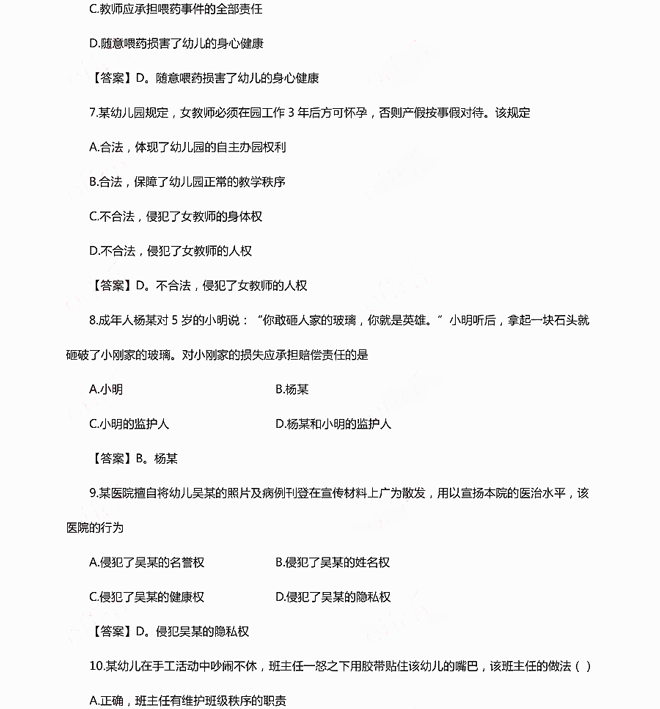 C.教师应承担喂药事件的全部责任
D.随意喂药损害了幼儿的身心健康
【答案】D。随意喂药损害了幼儿的身心健康
7.某幼儿园规定，女教师必须在园工作 3 年后方可怀孕，否则产假按事假对待。该规定
A.合法，体现了幼儿园的自主办园权利
B.合法，保障了幼儿园正常的教学秩序
C.不合法，侵犯了女教师的身体权
D.不合法，侵犯了女教师的人权
【答案】D。不合法，侵犯了女教师的人权
8.成年人杨某对 5 岁的小明说：“你敢砸人家的玻璃，你就是英雄。”小明听后，拿起一块石头就
砸破了小刚家的玻璃。对小刚家的损失应承担赔偿责任的是
A.小明 B.杨某
C.小明的监护人 D.杨某和小明的监护人
【答案】B。杨某
9.某医院擅自将幼儿吴某的照片及病例刊登在宣传材料上广为散发，用以宣扬本院的医治水平，该
医院的行为
A.侵犯了吴某的名誉权 B.侵犯了吴某的姓名权
C.侵犯了吴某的健康权 D.侵犯了吴某的隐私权
【答案】D。侵犯吴某的隐私权
10.某幼儿在手工活动中吵闹不休，班主任一怒之下用胶带贴住该幼儿的嘴巴，该班主任的做法（ ）
A.正确，班主任有维护班级秩序的职责